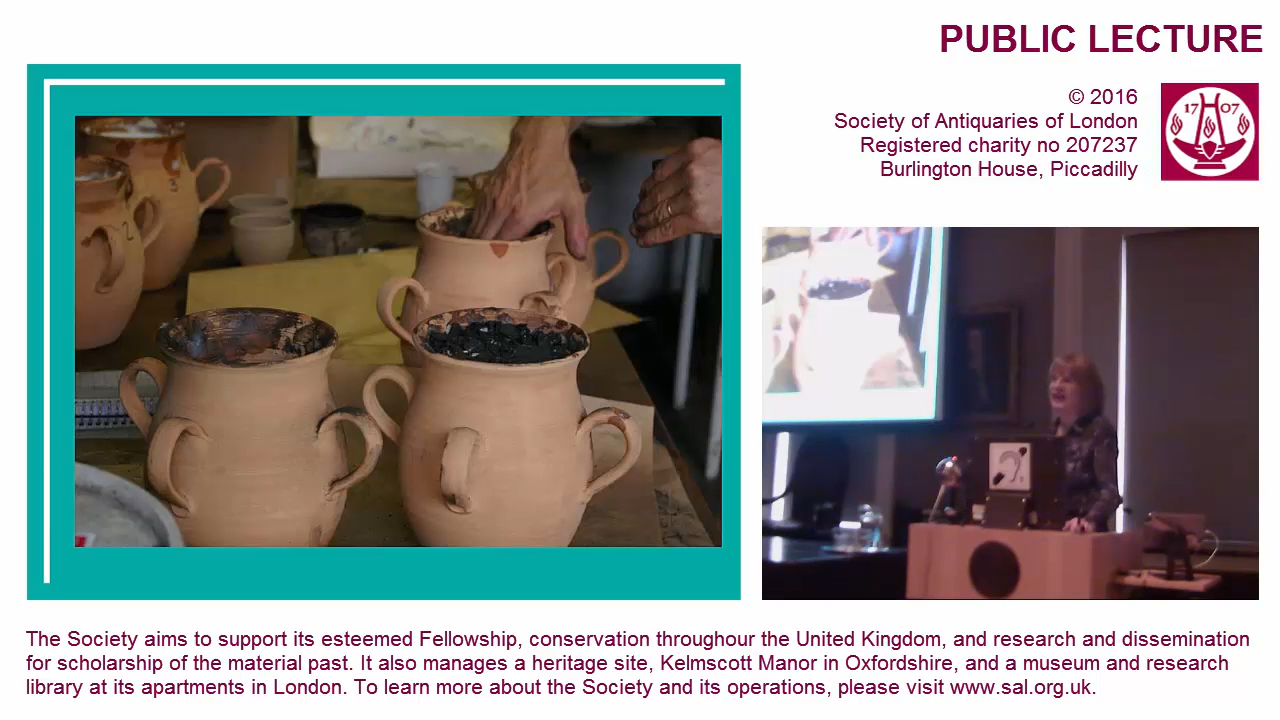 PUBLIC LECTURE
© 2016
Society of Antiquaries of London
Registered charity no 207237
Burlington House, Piccadilly
17 07
3
2
The Society aims to support its esteemed Fellowship, conservation throughour the United Kingdom, and research and dissemination
for scholarship of the material past. It also manages a heritage site, Kelmscott Manor in Oxfordshire, and a museum and research
library at its apartments in London. To learn more about the Society and its operations, please visit www.sal.org.uk.